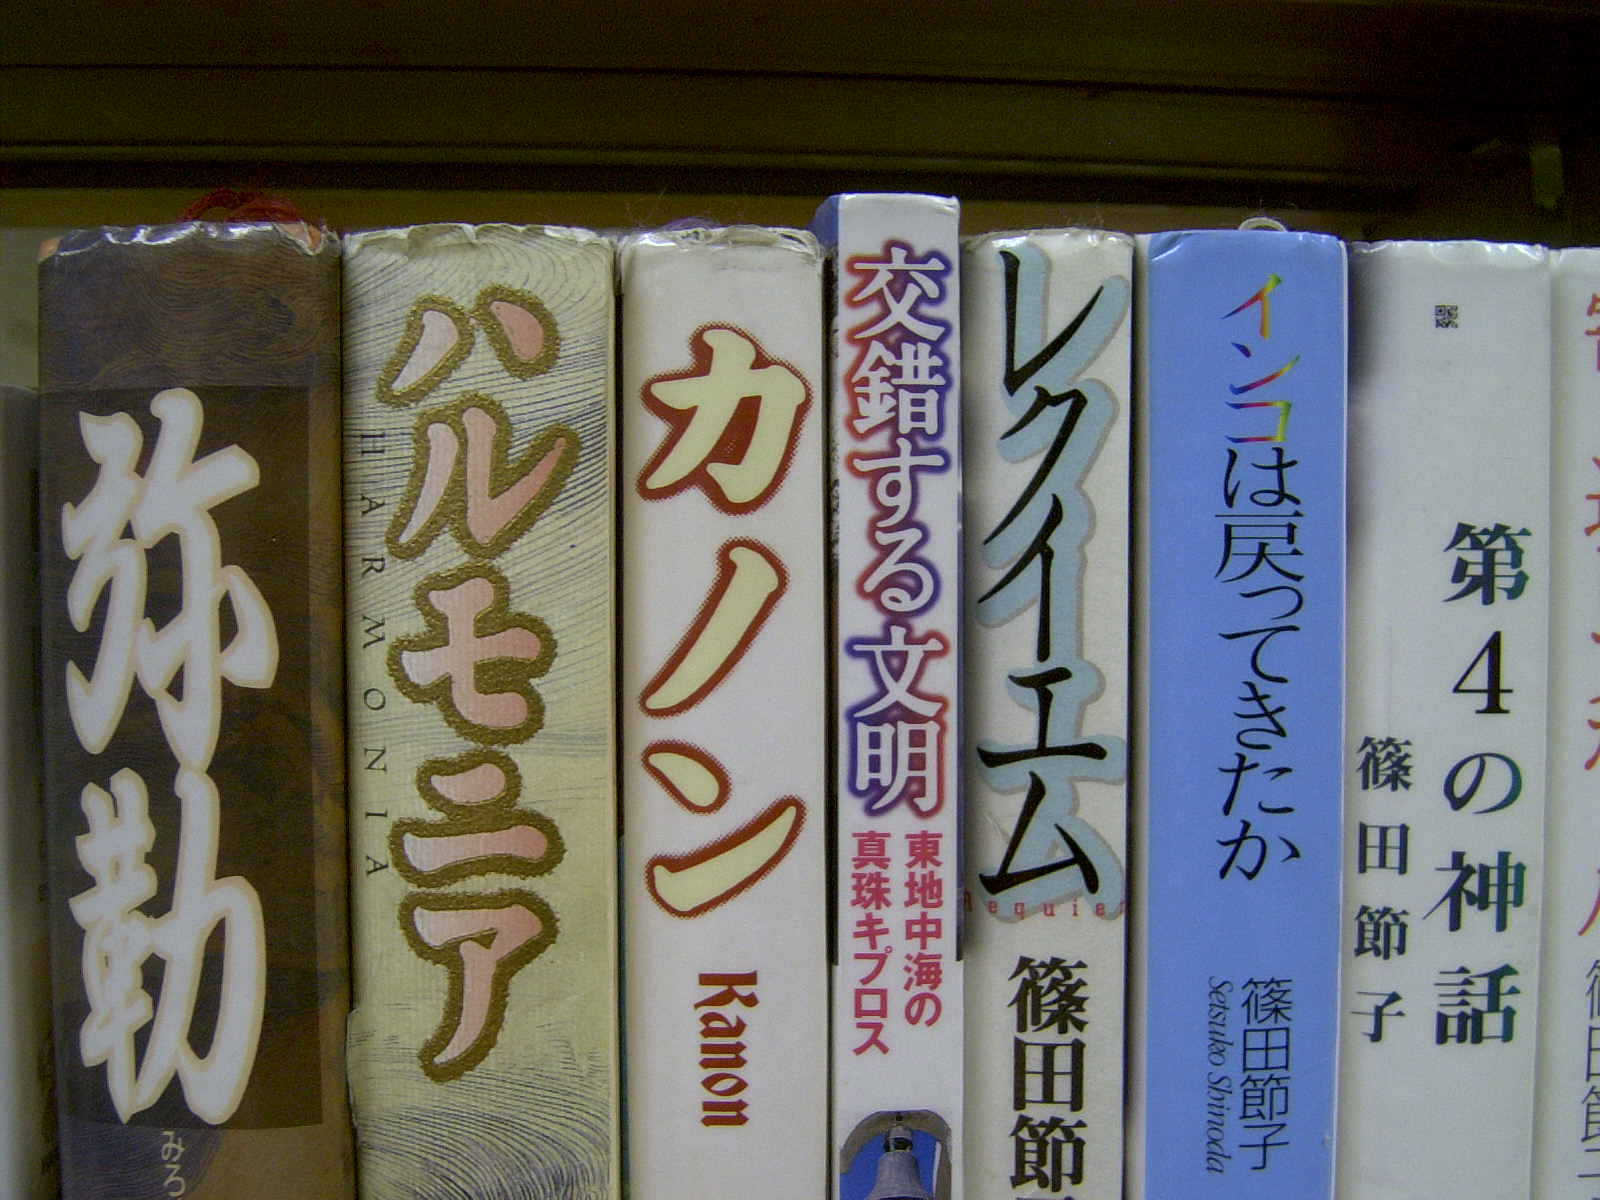 弥勒
みろ
ハルモニア
HARMONIA
カノン
Kanon
交錯する文明
東地中海の
真珠キプロス
レクイエム
Requiem
篠田節
インコは戻ってきたか
篠田節子
Setsuko Shinoda
第4の神話
篠田節子
篠田節